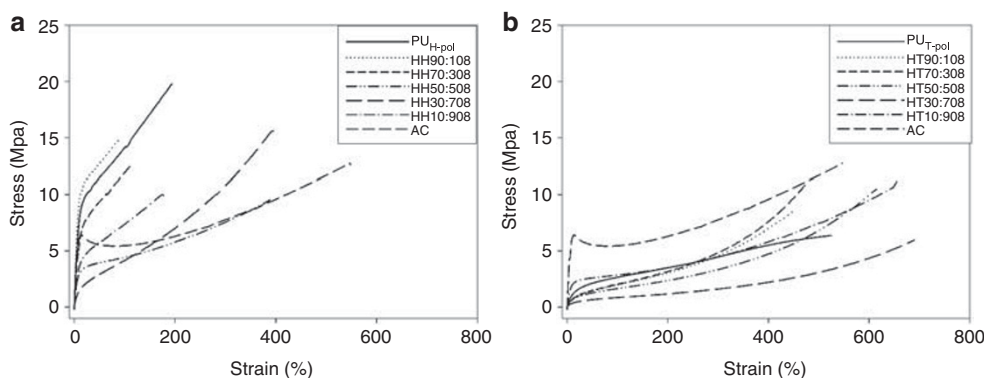 a
25
20
15
10
5
0
Stress (Mpa)
0
200
400
600
800
Strain (%)
PU_H-pol
HH90:108
HH70:308
HH50:508
HH30:708
HH10:908
AC
b
25
20
15
10
5
0
Stress (Mpa)
0
200
400
600
800
Strain (%)
PU_T-pol
HT90:108
HT70:308
HT50:508
HT30:708
HT10:908
AC